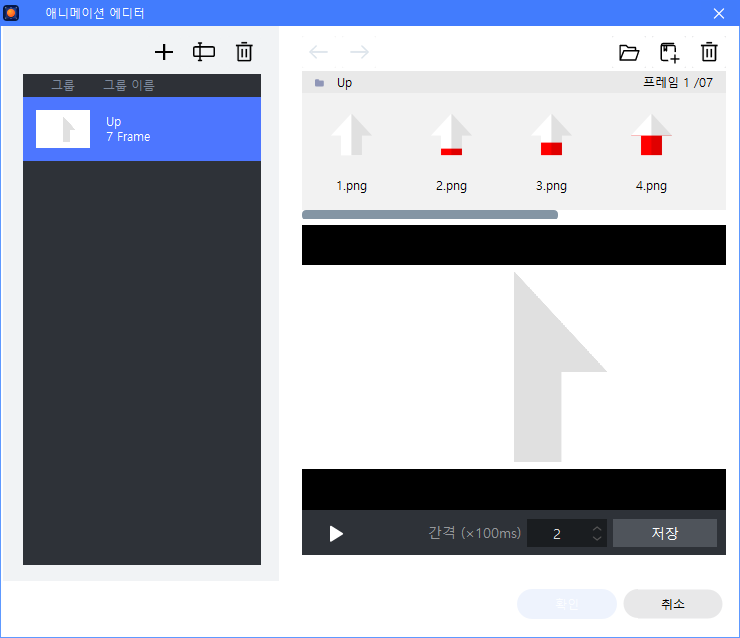 애니메이션 에디터
그룹 그룹 이름
Up
7 Frame
Up 프레임 1 /07
1.png 2.png 3.png 4.png
간격 (×100ms) 2 저장
확인 취소